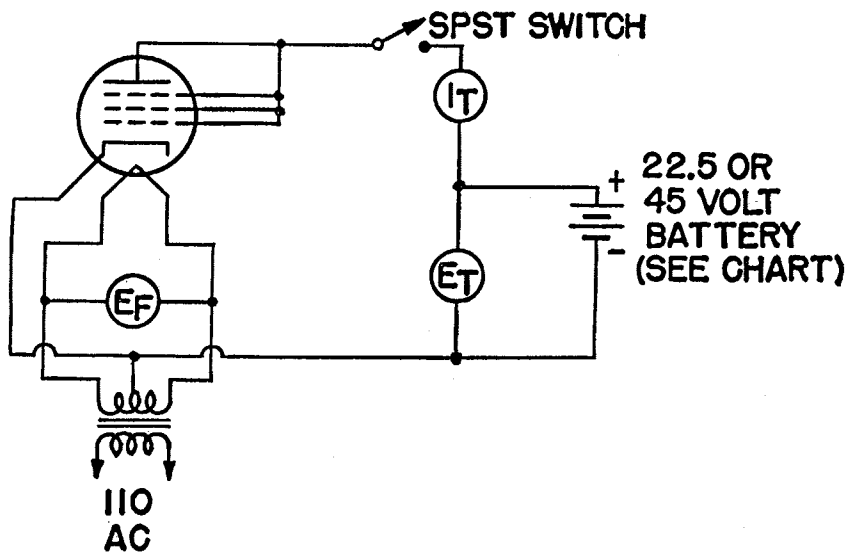 SPST SWITCH
IT
22.5 OR
+
45 VOLT
BATTERY
-
(SEE CHART)
ET
EF
110
AC